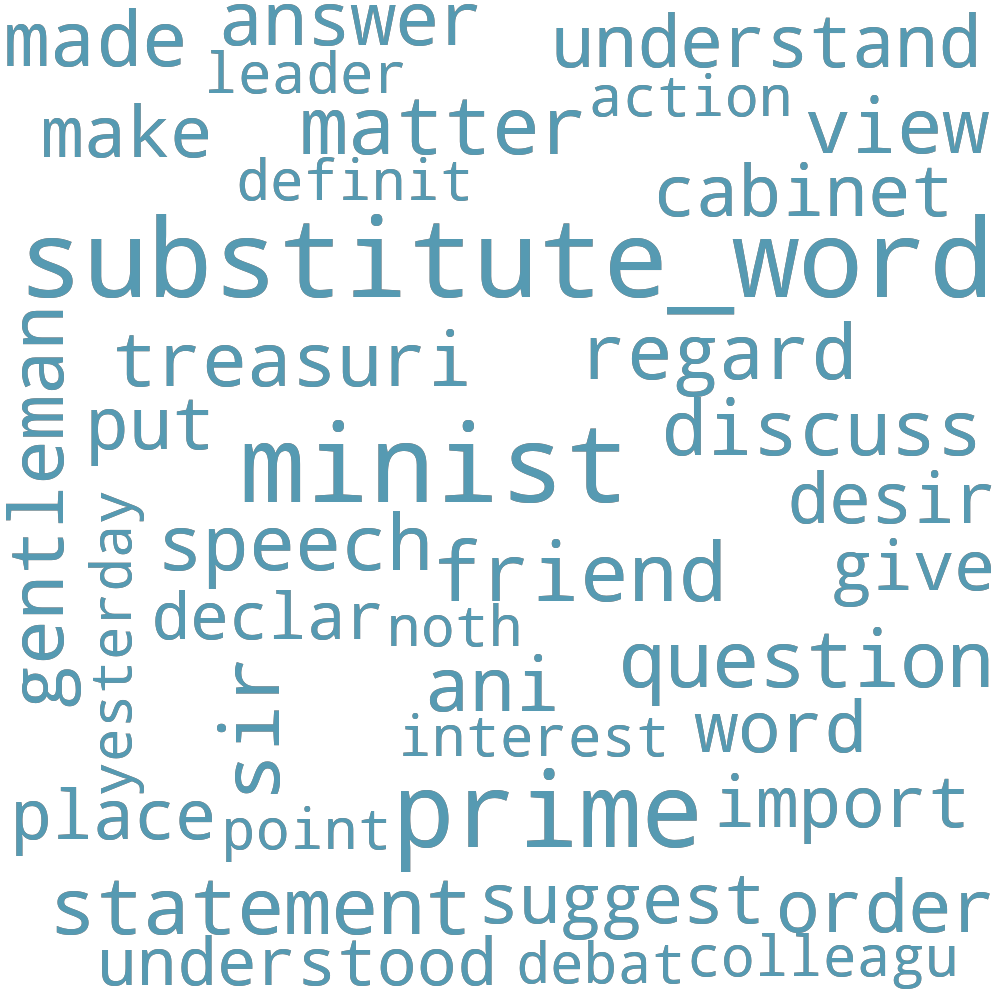 made
answer
understand
leader
action
make
matter
view
definit
cabinet
substitute_word
gentleman
treasuri
regard
put
discuss
minist
desir
yesterday
speech
friend
give
declar
noth
question
sir
ani
interest
word
place
point
prime
import
statement
suggest
order
understood
debat
colleagu